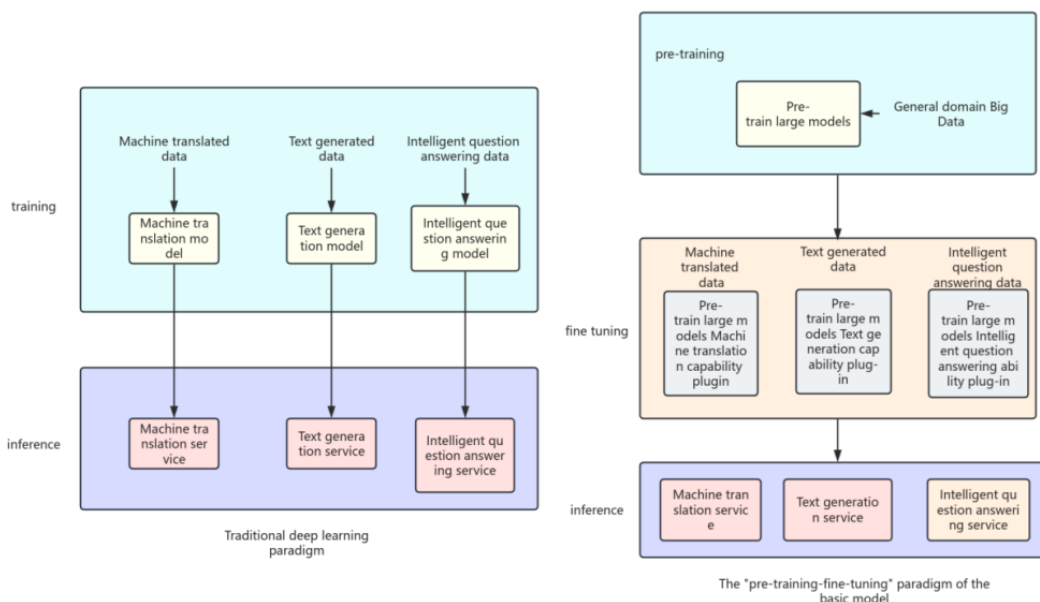 Machine translated
data
Text generated
data
Intelligent question
answering data
training
Machine tra
nslation mo
del
Text genera
tion model
Intelligent que
stion answerin
g model
inference
Machine tra
nslation ser
vice
Text genera
tion service
Intelligent qu
estion answer
ing service
Traditional deep learning
paradigm
pre-training
Pre-
train large models
General domain Big
Data
fine tuning
Machine
translated
data
Text generated
data
Intelligent
question
answering data
Pre-
train large m
odels Machi
ne translatio
n capability
plugin
Pre-
train large m
odels Text ge
neration cap
ability plug-
in
Pre-
train large m
odels Intellig
ent question
answering abi
lity plug-in
inference
Machine tran
slation servic
e
Text generatio
n service
Intelligent qu
estion answeri
ng service
The "pre-training-fine-tuning" paradigm of the
basic model